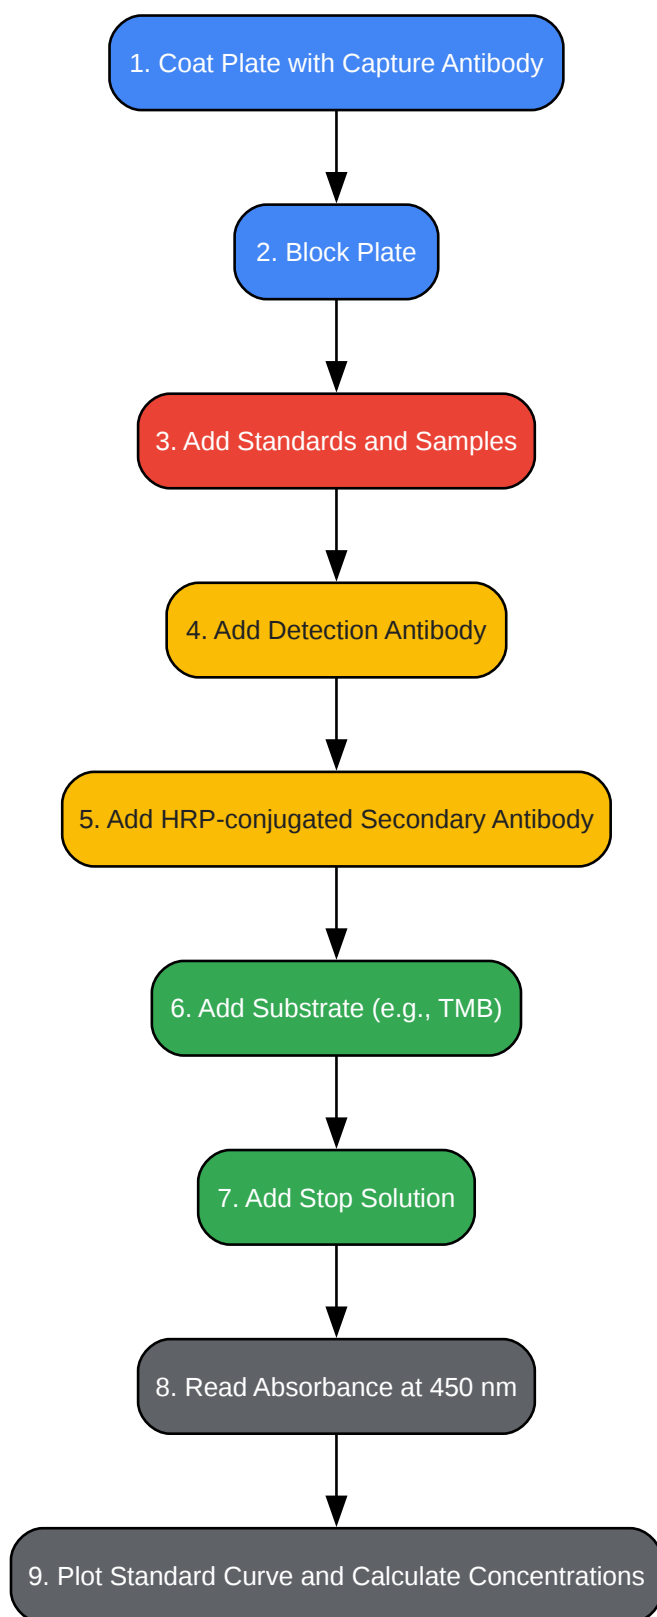 1. Coat Plate with Capture Antibody
2. Block Plate
3. Add Standards and Samples
4. Add Detection Antibody
5. Add HRP-conjugated Secondary Antibody
6. Add Substrate (e.g., TMB)
7. Add Stop Solution
8. Read Absorbance at 450 nm
9. Plot Standard Curve and Calculate Concentrations